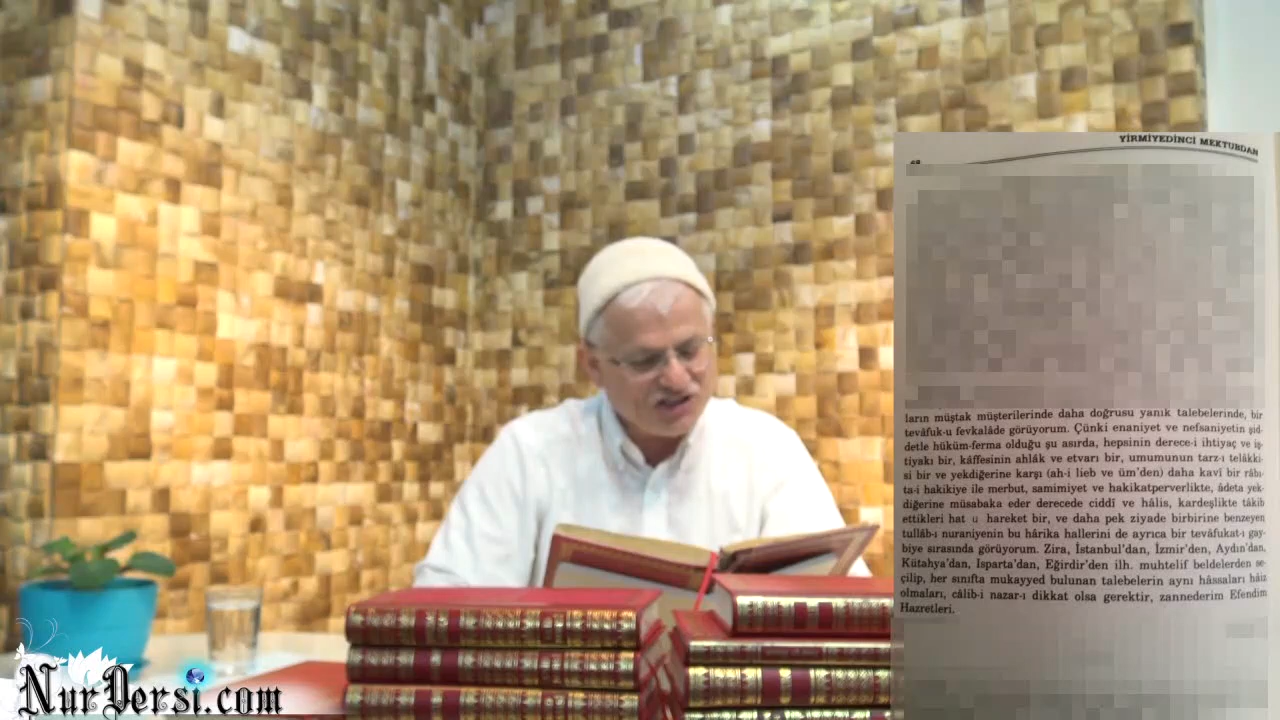 YİRMİYEDİNCİ MEKTUBDAN
ların müştak müşterilerinde daha doğrusu yanık talebelerinde, bir
tevâfuk-u fevkalâde görüyorum. Çünki enaniyet ve nefsaniyetin şid-
detle hüküm-ferma olduğu şu asırda, hepsinin derece-i ihtiyaç ve iş-
tiyakı bir, kâffesinin ahlâk ve etvarı bir, umumunun tarz-ı telâkki-
si bir ve yekdiğerine karşı (ah-i lieb ve üm'den) daha kavî bir râbı-
ta-i hakikiye ile merbut, samimiyet ve hakikatperverlikte, âdeta yek-
diğerine müsabaka eder derecede ciddî ve hâlis, kardeşlikte tâkib
ettikleri hat u hareket bir, ve daha pek ziyade birbirine benzeyen
tullâb-ı nuraniyenin bu hârika hallerini de ayrıca bir tevâfukat-ı gay-
biye sırasında görüyorum. Zira, İstanbul'dan, İzmir'den, Aydın'dan,
Kütahya'dan, Isparta'dan, Eğirdir'den ilh. muhtelif beldelerden se-
çilip, her sınıfta mukayyed bulunan talebelerin aynı hâssaları hâiz
olmaları, câlib-i nazar-ı dikkat olsa gerektir, zannederim Efendim
Hazretleri.
NurDersi.com